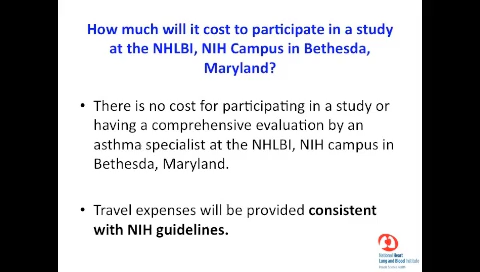 How much will it cost to participate in a study
at the NHLBI, NIH Campus in Bethesda,
Maryland?
• There is no cost for participating in a study or
having a comprehensive evaluation by an
asthma specialist at the NHLBI, NIH campus in
Bethesda, Maryland.
• Travel expenses will be provided consistent
with NIH guidelines.
National Heart
Lung and Blood Institute